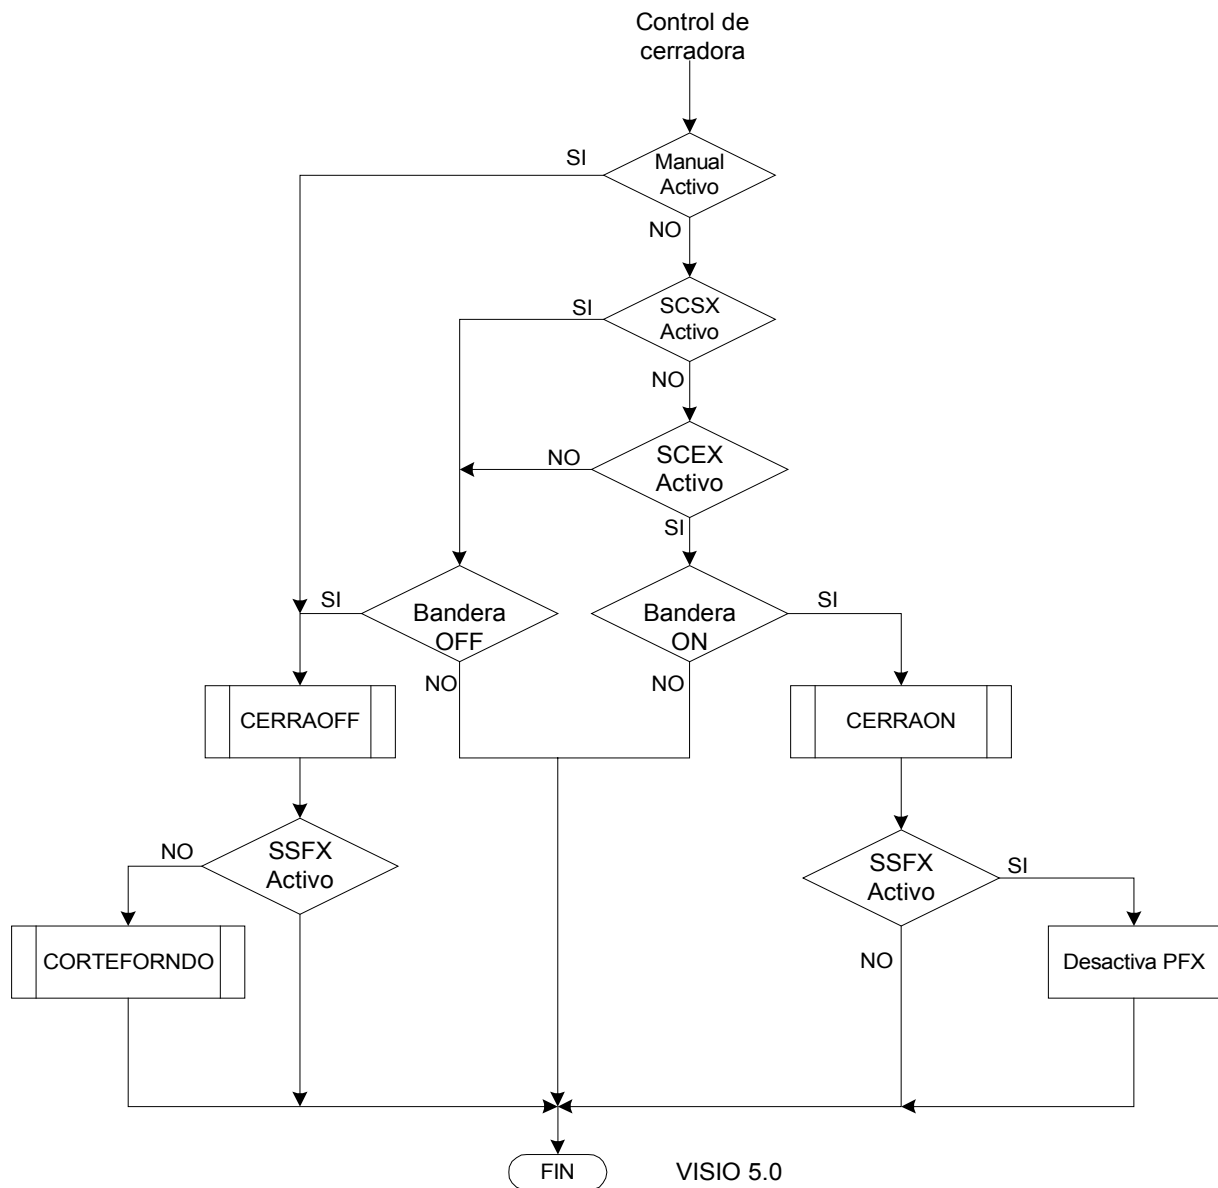 Control de
cerradora
SI
Manual
Activo
NO
SI
SCSX
Activo
NO
NO
SCEX
Activo
SI
SI
Bandera
OFF
Bandera
ON
SI
NO
NO
CERRAOFF
CERRAON
NO
SSFX
Activo
SSFX
Activo
SI
CORTEFORNDO
NO
Desactiva PFX
FIN
VISIO 5.0